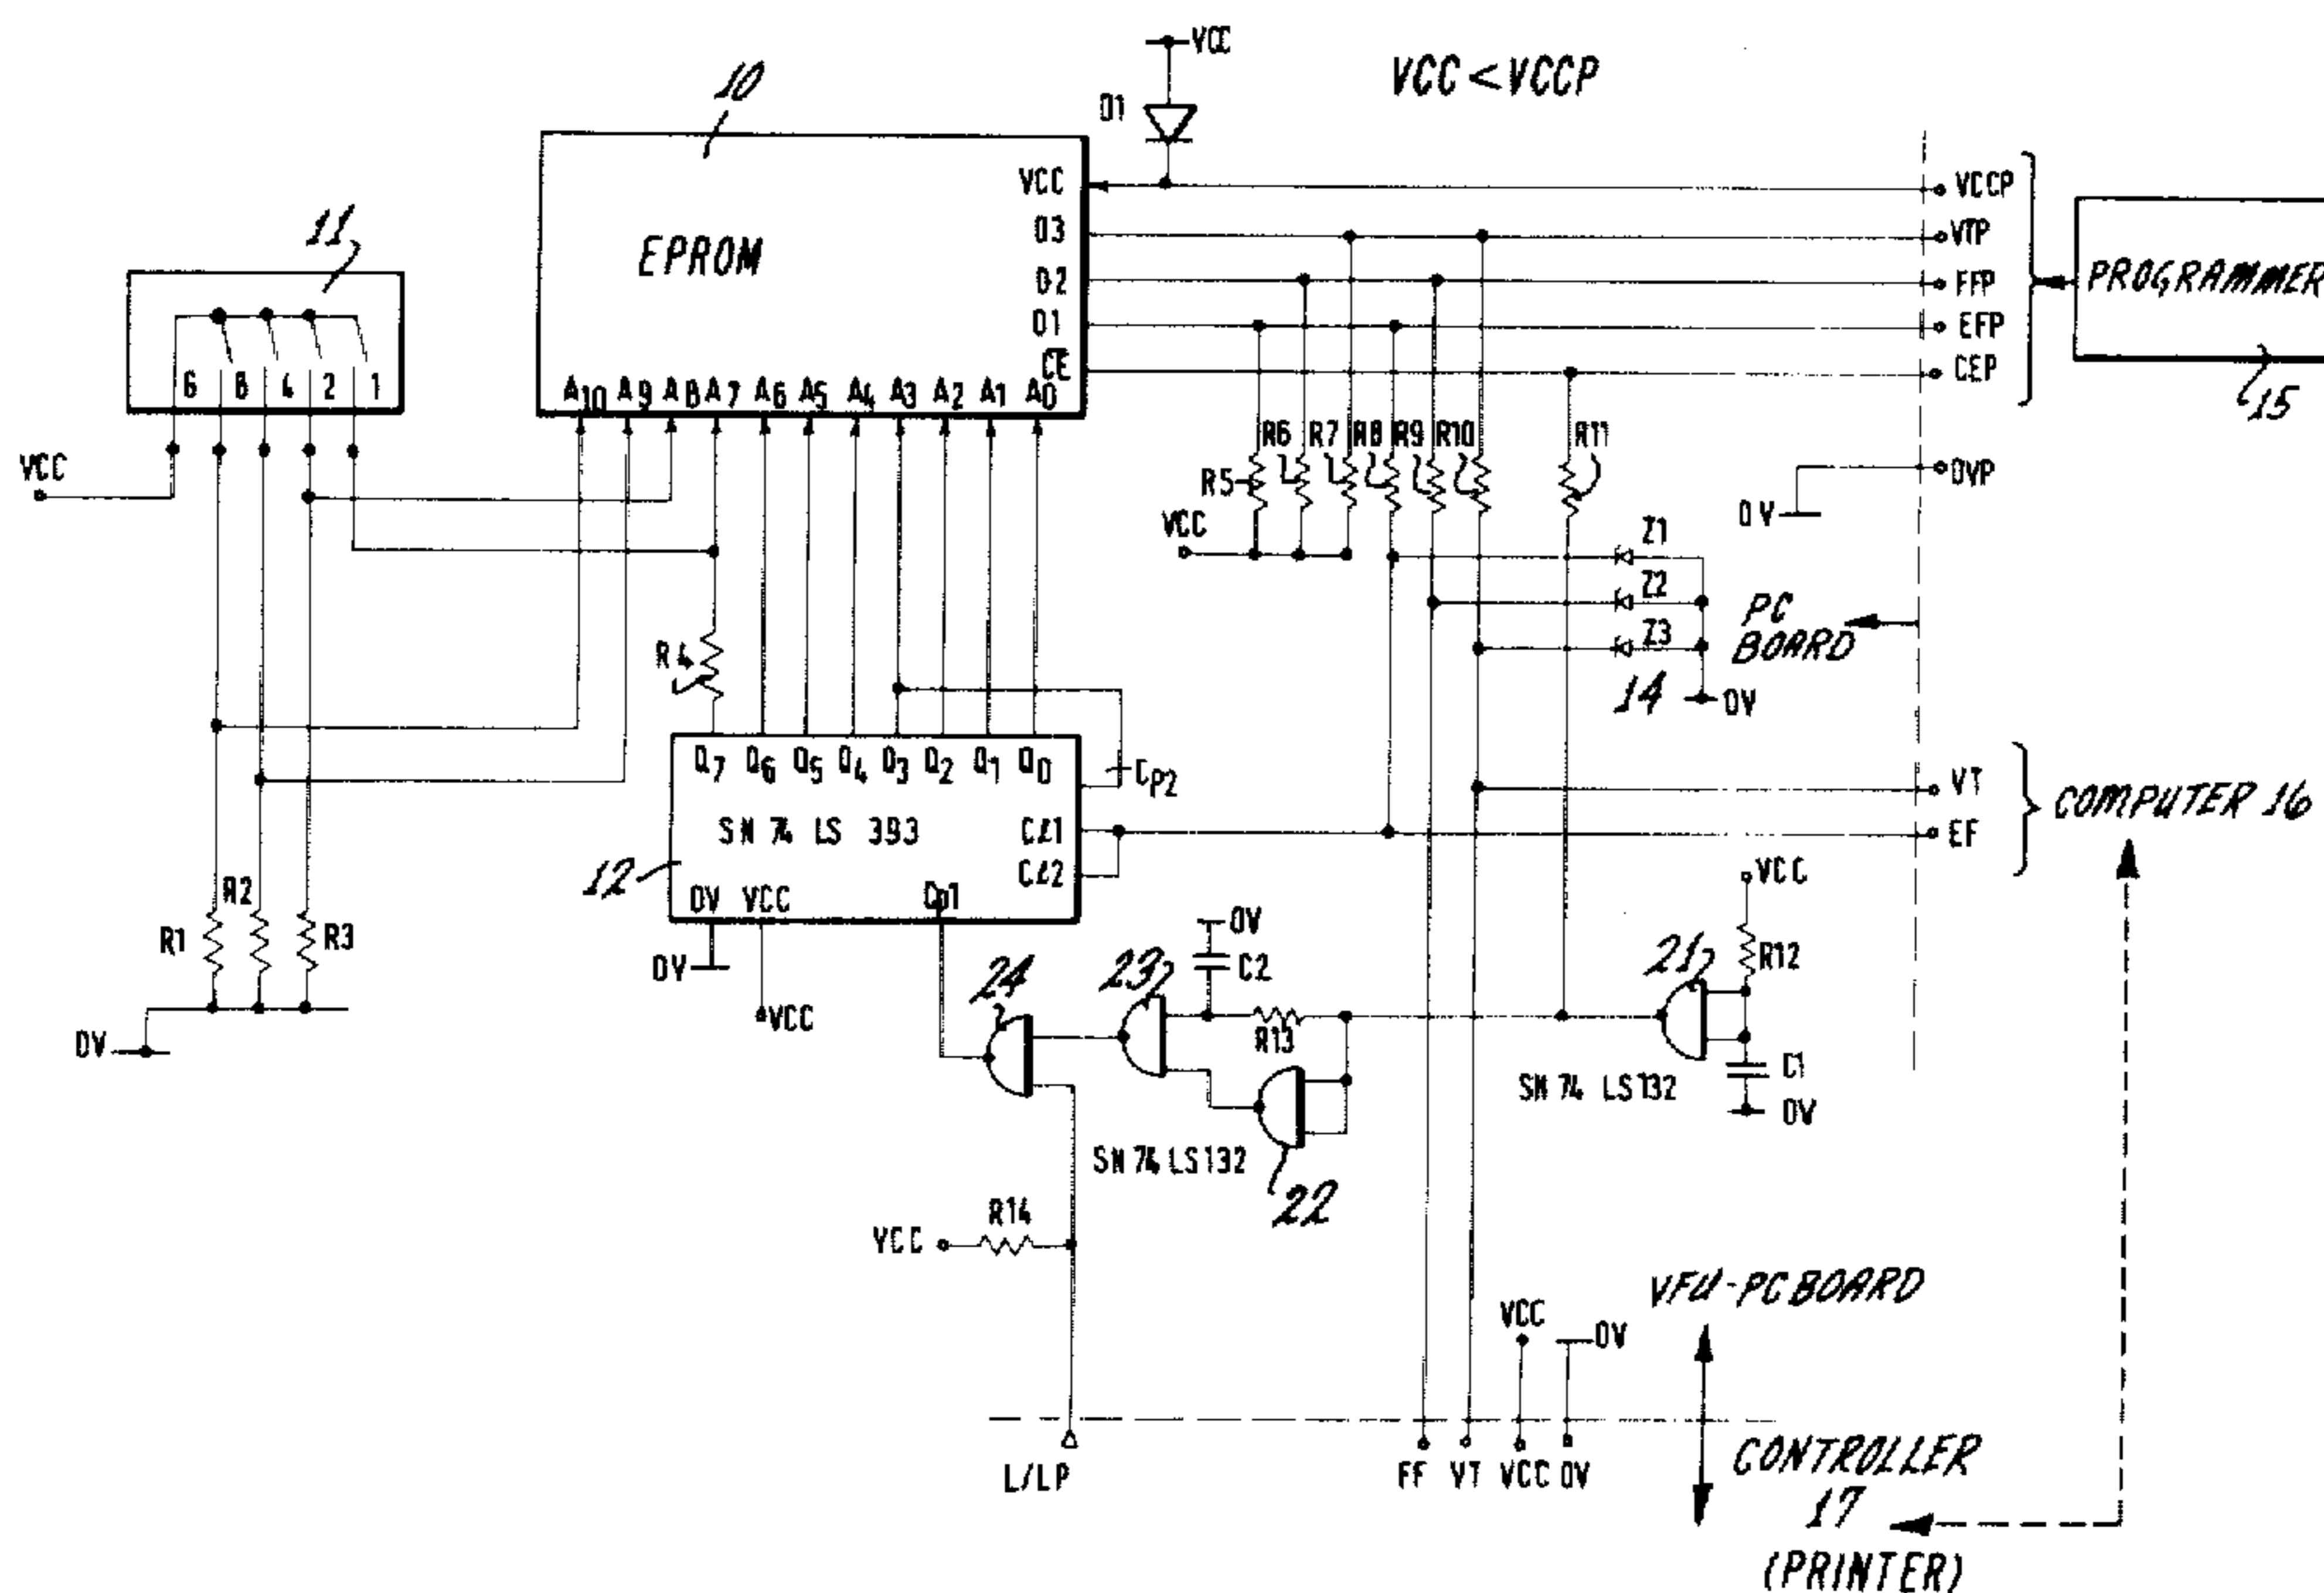 VCC
VCC < VCCP
10
D1
EPROM
VCC
03
02
01
CE
A10 A9 A8 A7 A6 A5 A4 A3 A2 A1 A0
11
6 8 4 2 1
VCC
VCCP
VTP
FFP
EFP
CEP
PROGRAMMER
15
0VP
0V
R5
R6
R7
R8
R9
R10
R11
VCC
Z1
Z2
Z3
14
0V
PC
BOARD
R4
Q7 Q6 Q5 Q4 Q3 Q2 Q1 Q0
CP2
SN 74 LS 393
Cl1
Cl2
12
0V VCC
0V
VCC
VT
EF
COMPUTER 16
VCC
R12
21
C1
0V
SN 74 LS132
R1
R2
R3
0V
24
23
0V
C2
R13
SN 74 LS132
22
R14
VCC
L/LP
VCC
0V
FF VT VCC 0V
VFU-PC BOARD
CONTROLLER
17
(PRINTER)